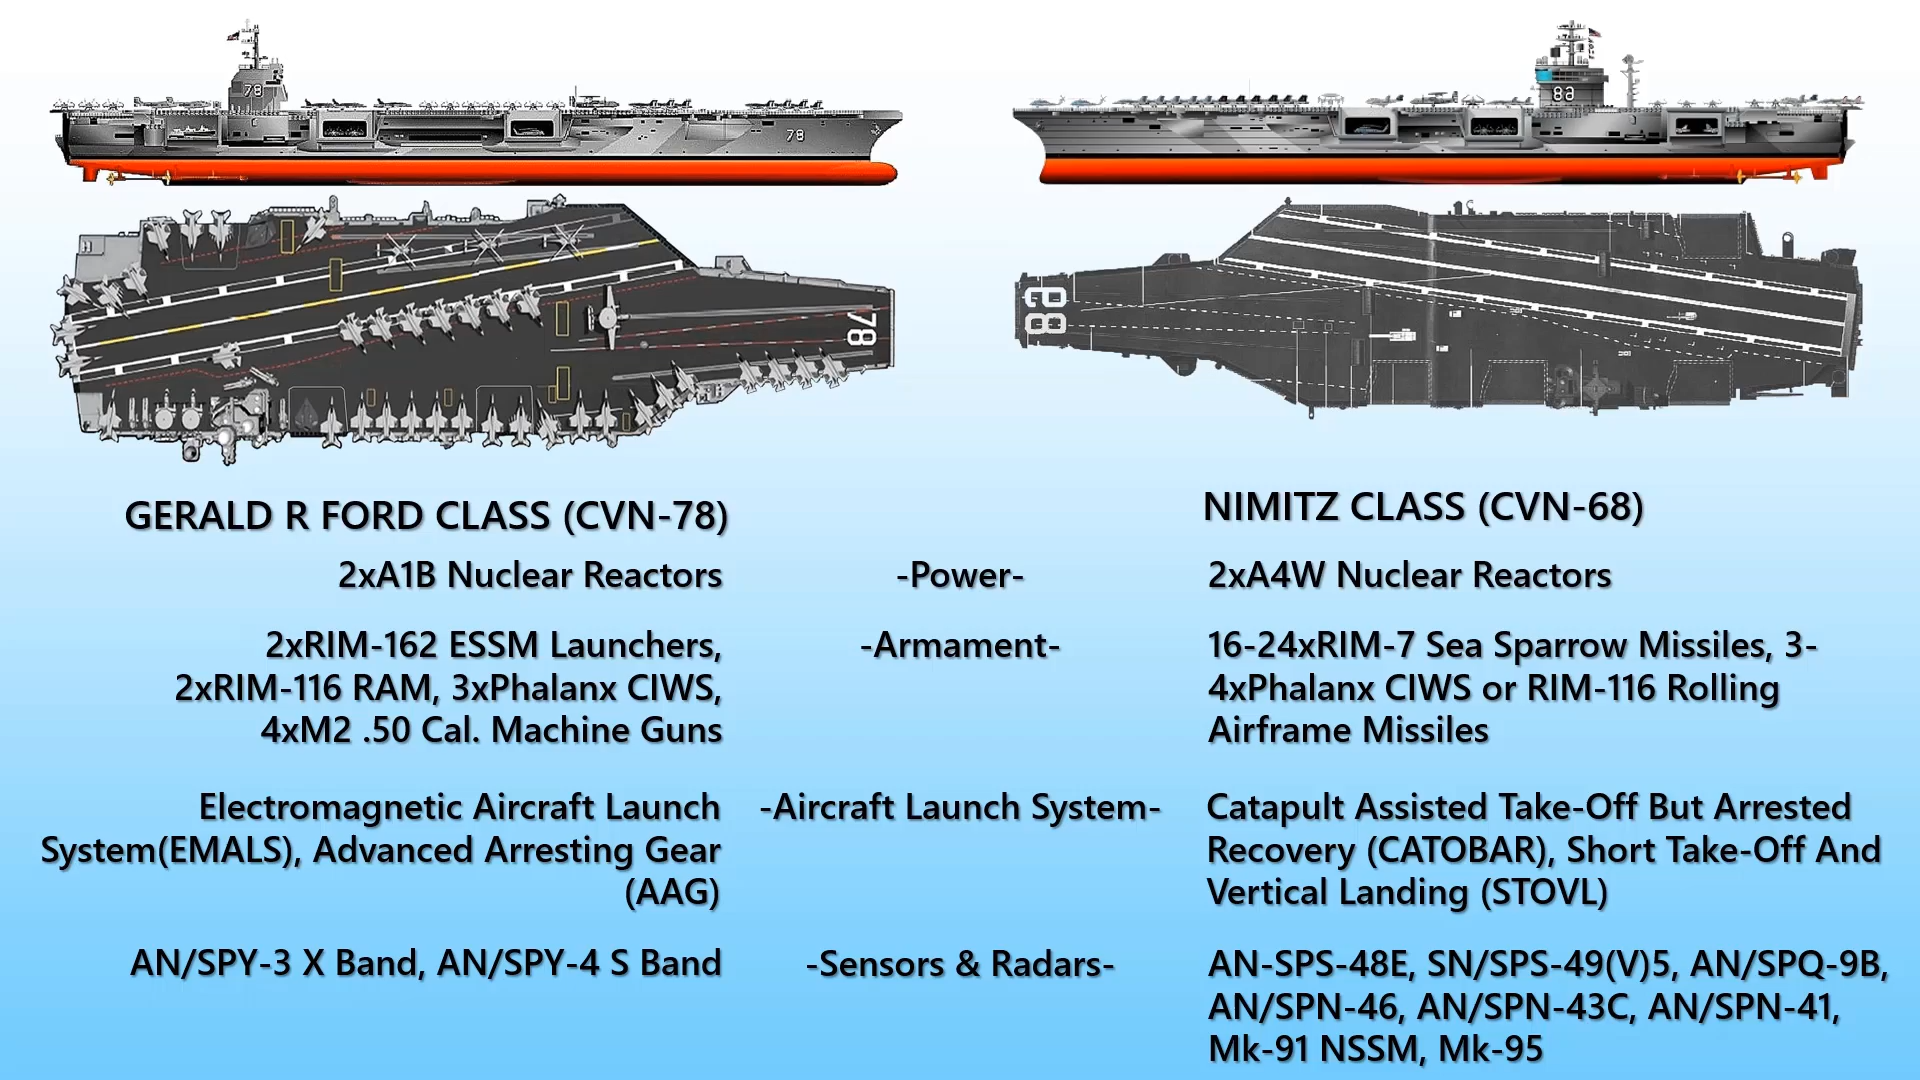 78
78
68
78
68
GERALD R FORD CLASS (CVN-78)
NIMITZ CLASS (CVN-68)
2xA1B Nuclear Reactors
-Power-
2xA4W Nuclear Reactors
2xRIM-162 ESSM Launchers,
2xRIM-116 RAM, 3xPhalanx CIWS,
4xM2 .50 Cal. Machine Guns
-Armament-
16-24xRIM-7 Sea Sparrow Missiles, 3-
4xPhalanx CIWS or RIM-116 Rolling
Airframe Missiles
Electromagnetic Aircraft Launch
System(EMALS), Advanced Arresting Gear
(AAG)
-Aircraft Launch System-
Catapult Assisted Take-Off But Arrested
Recovery (CATOBAR), Short Take-Off And
Vertical Landing (STOVL)
AN/SPY-3 X Band, AN/SPY-4 S Band
-Sensors & Radars-
AN-SPS-48E, SN/SPS-49(V)5, AN/SPQ-9B,
AN/SPN-46, AN/SPN-43C, AN/SPN-41,
Mk-91 NSSM, Mk-95